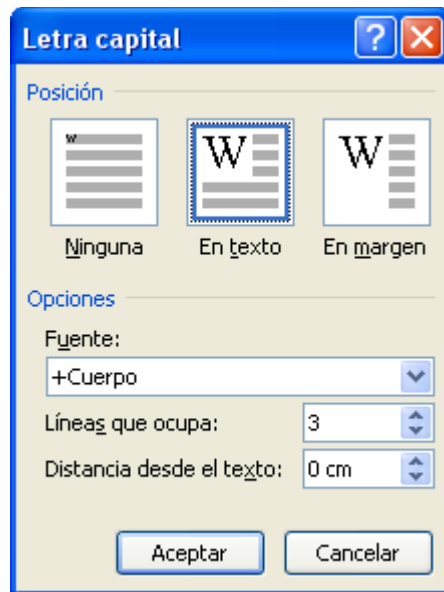 Letra capital
Posición
W W W
Ninguna En texto En margen
Opciones
Fuente:
+Cuerpo
Líneas que ocupa: 3
Distancia desde el texto: 0 cm
Aceptar Cancelar